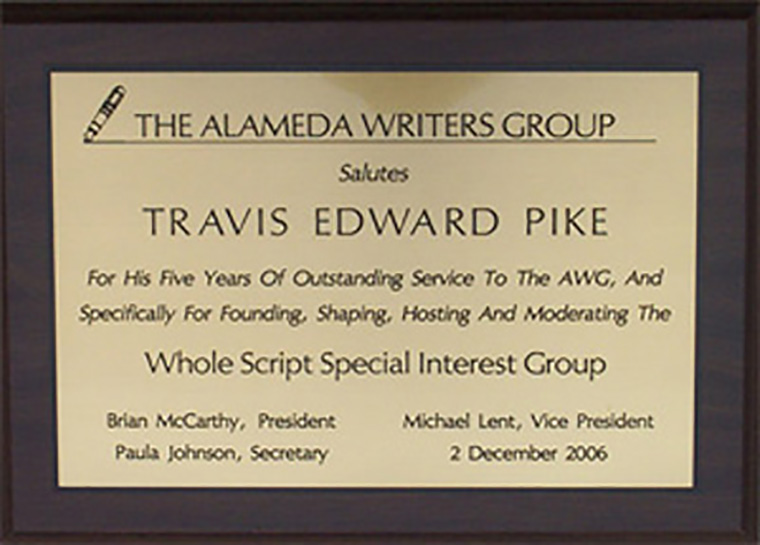 THE ALAMEDA WRITERS GROUP
Salutes
TRAVIS EDWARD PIKE
For His Five Years Of Outstanding Service To The AWG, And
Specifically For Founding, Shaping, Hosting And Moderating The
Whole Script Special Interest Group
Brian McCarthy, President
Michael Lent, Vice President
Paula Johnson, Secretary
2 December 2006